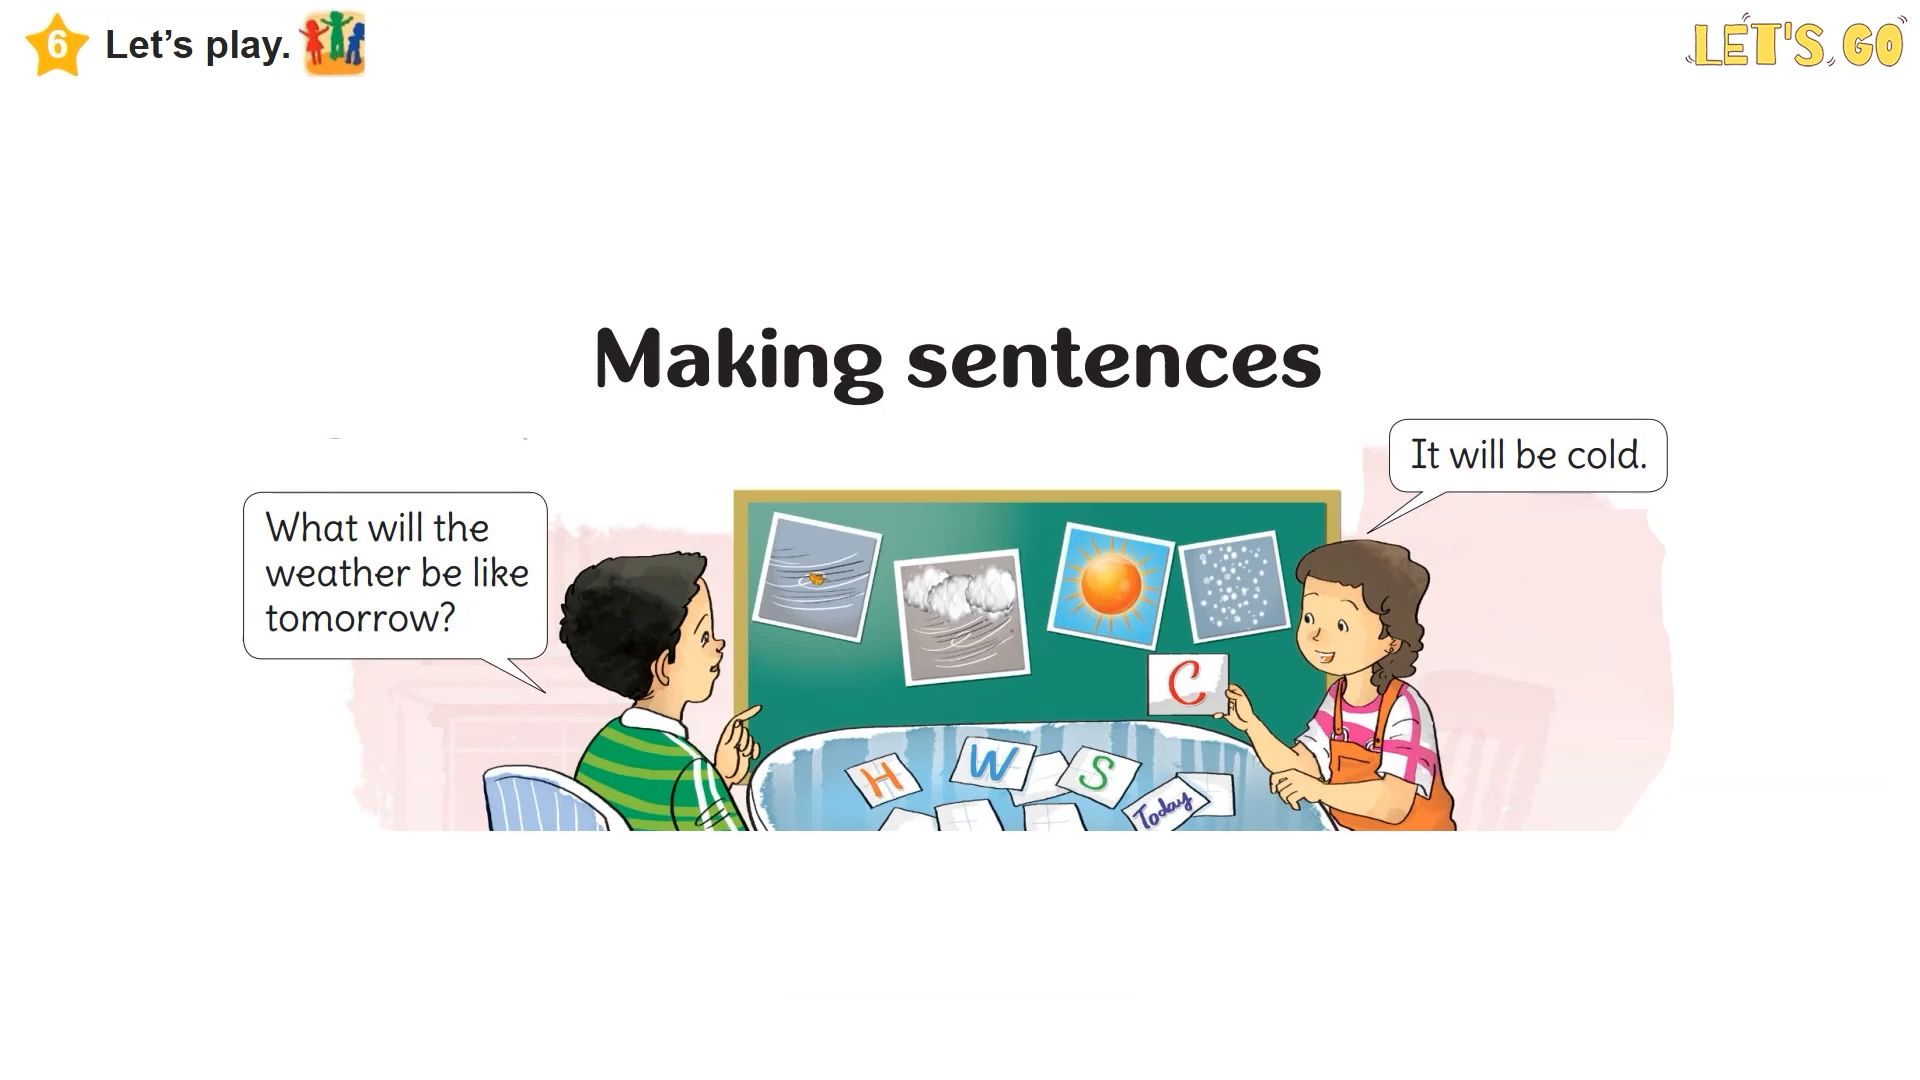 6 Let's play.
LET'S GO
Making sentences
It will be cold.
What will the
weather be like
tomorrow?
C
H
W
S
Today